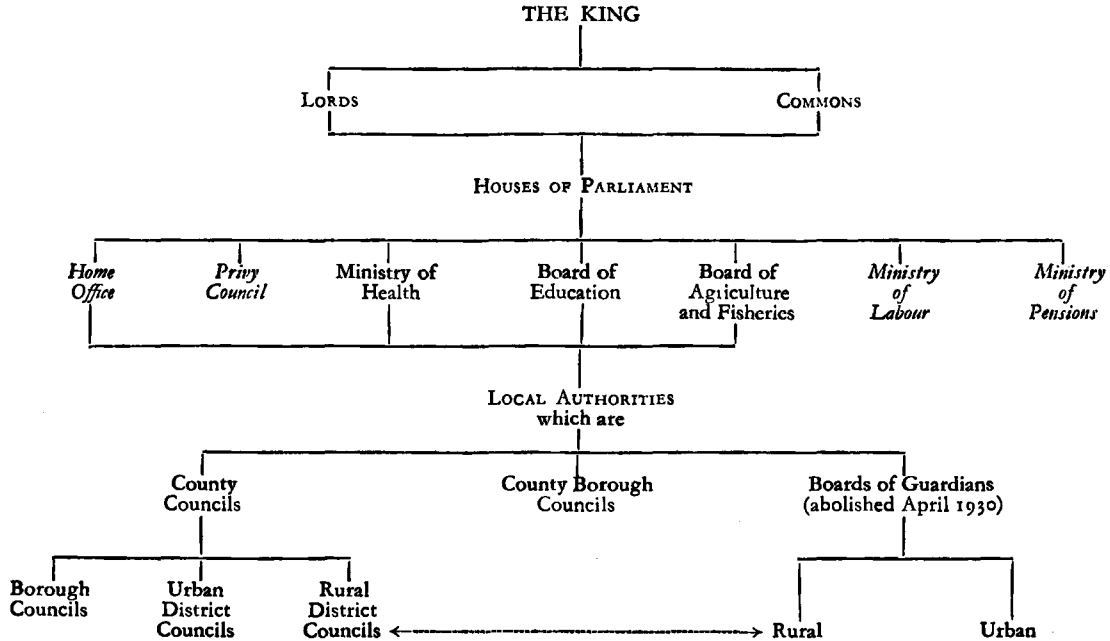 THE KING
LORDS
COMMONS
HOUSES OF PARLIAMENT
Home
Office
Privy
Council
Ministry of
Health
Board of
Education
Board of
Agriculture
and Fisheries
Ministry
of
Labour
Ministry
of
Pensions
LOCAL AUTHORITIES
which are
County
Councils
County Borough
Councils
Boards of Guardians
(abolished April 1930)
Borough
Councils
Urban
District
Councils
Rural
District
Councils
Rural
Urban